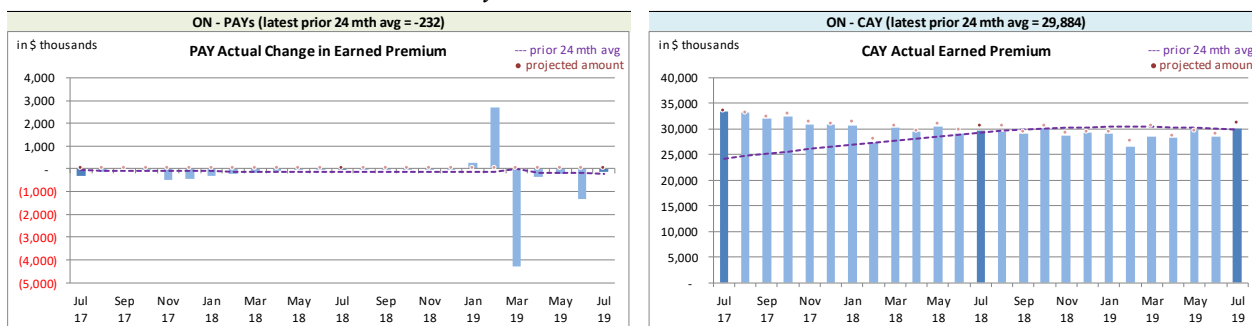 ON - PAYs (latest prior 24 mth avg = -232)
in $ thousands
PAY Actual Change in Earned Premium
--- prior 24 mth avg
• projected amount
4,000
3,000
2,000
1,000
-
(1,000)
(2,000)
(3,000)
(4,000)
(5,000)
Jul Sep Nov Jan Mar May Jul Sep Nov Jan Mar May Jul
17 17 17 18 18 18 18 18 18 19 19 19 19
ON - CAY (latest prior 24 mth avg = 29,884)
in $ thousands
CAY Actual Earned Premium
--- prior 24 mth avg
• projected amount
40,000
35,000
30,000
25,000
20,000
15,000
10,000
5,000
-
Jul Sep Nov Jan Mar May Jul Sep Nov Jan Mar May Jul
17 17 17 18 18 18 18 18 18 19 19 19 19